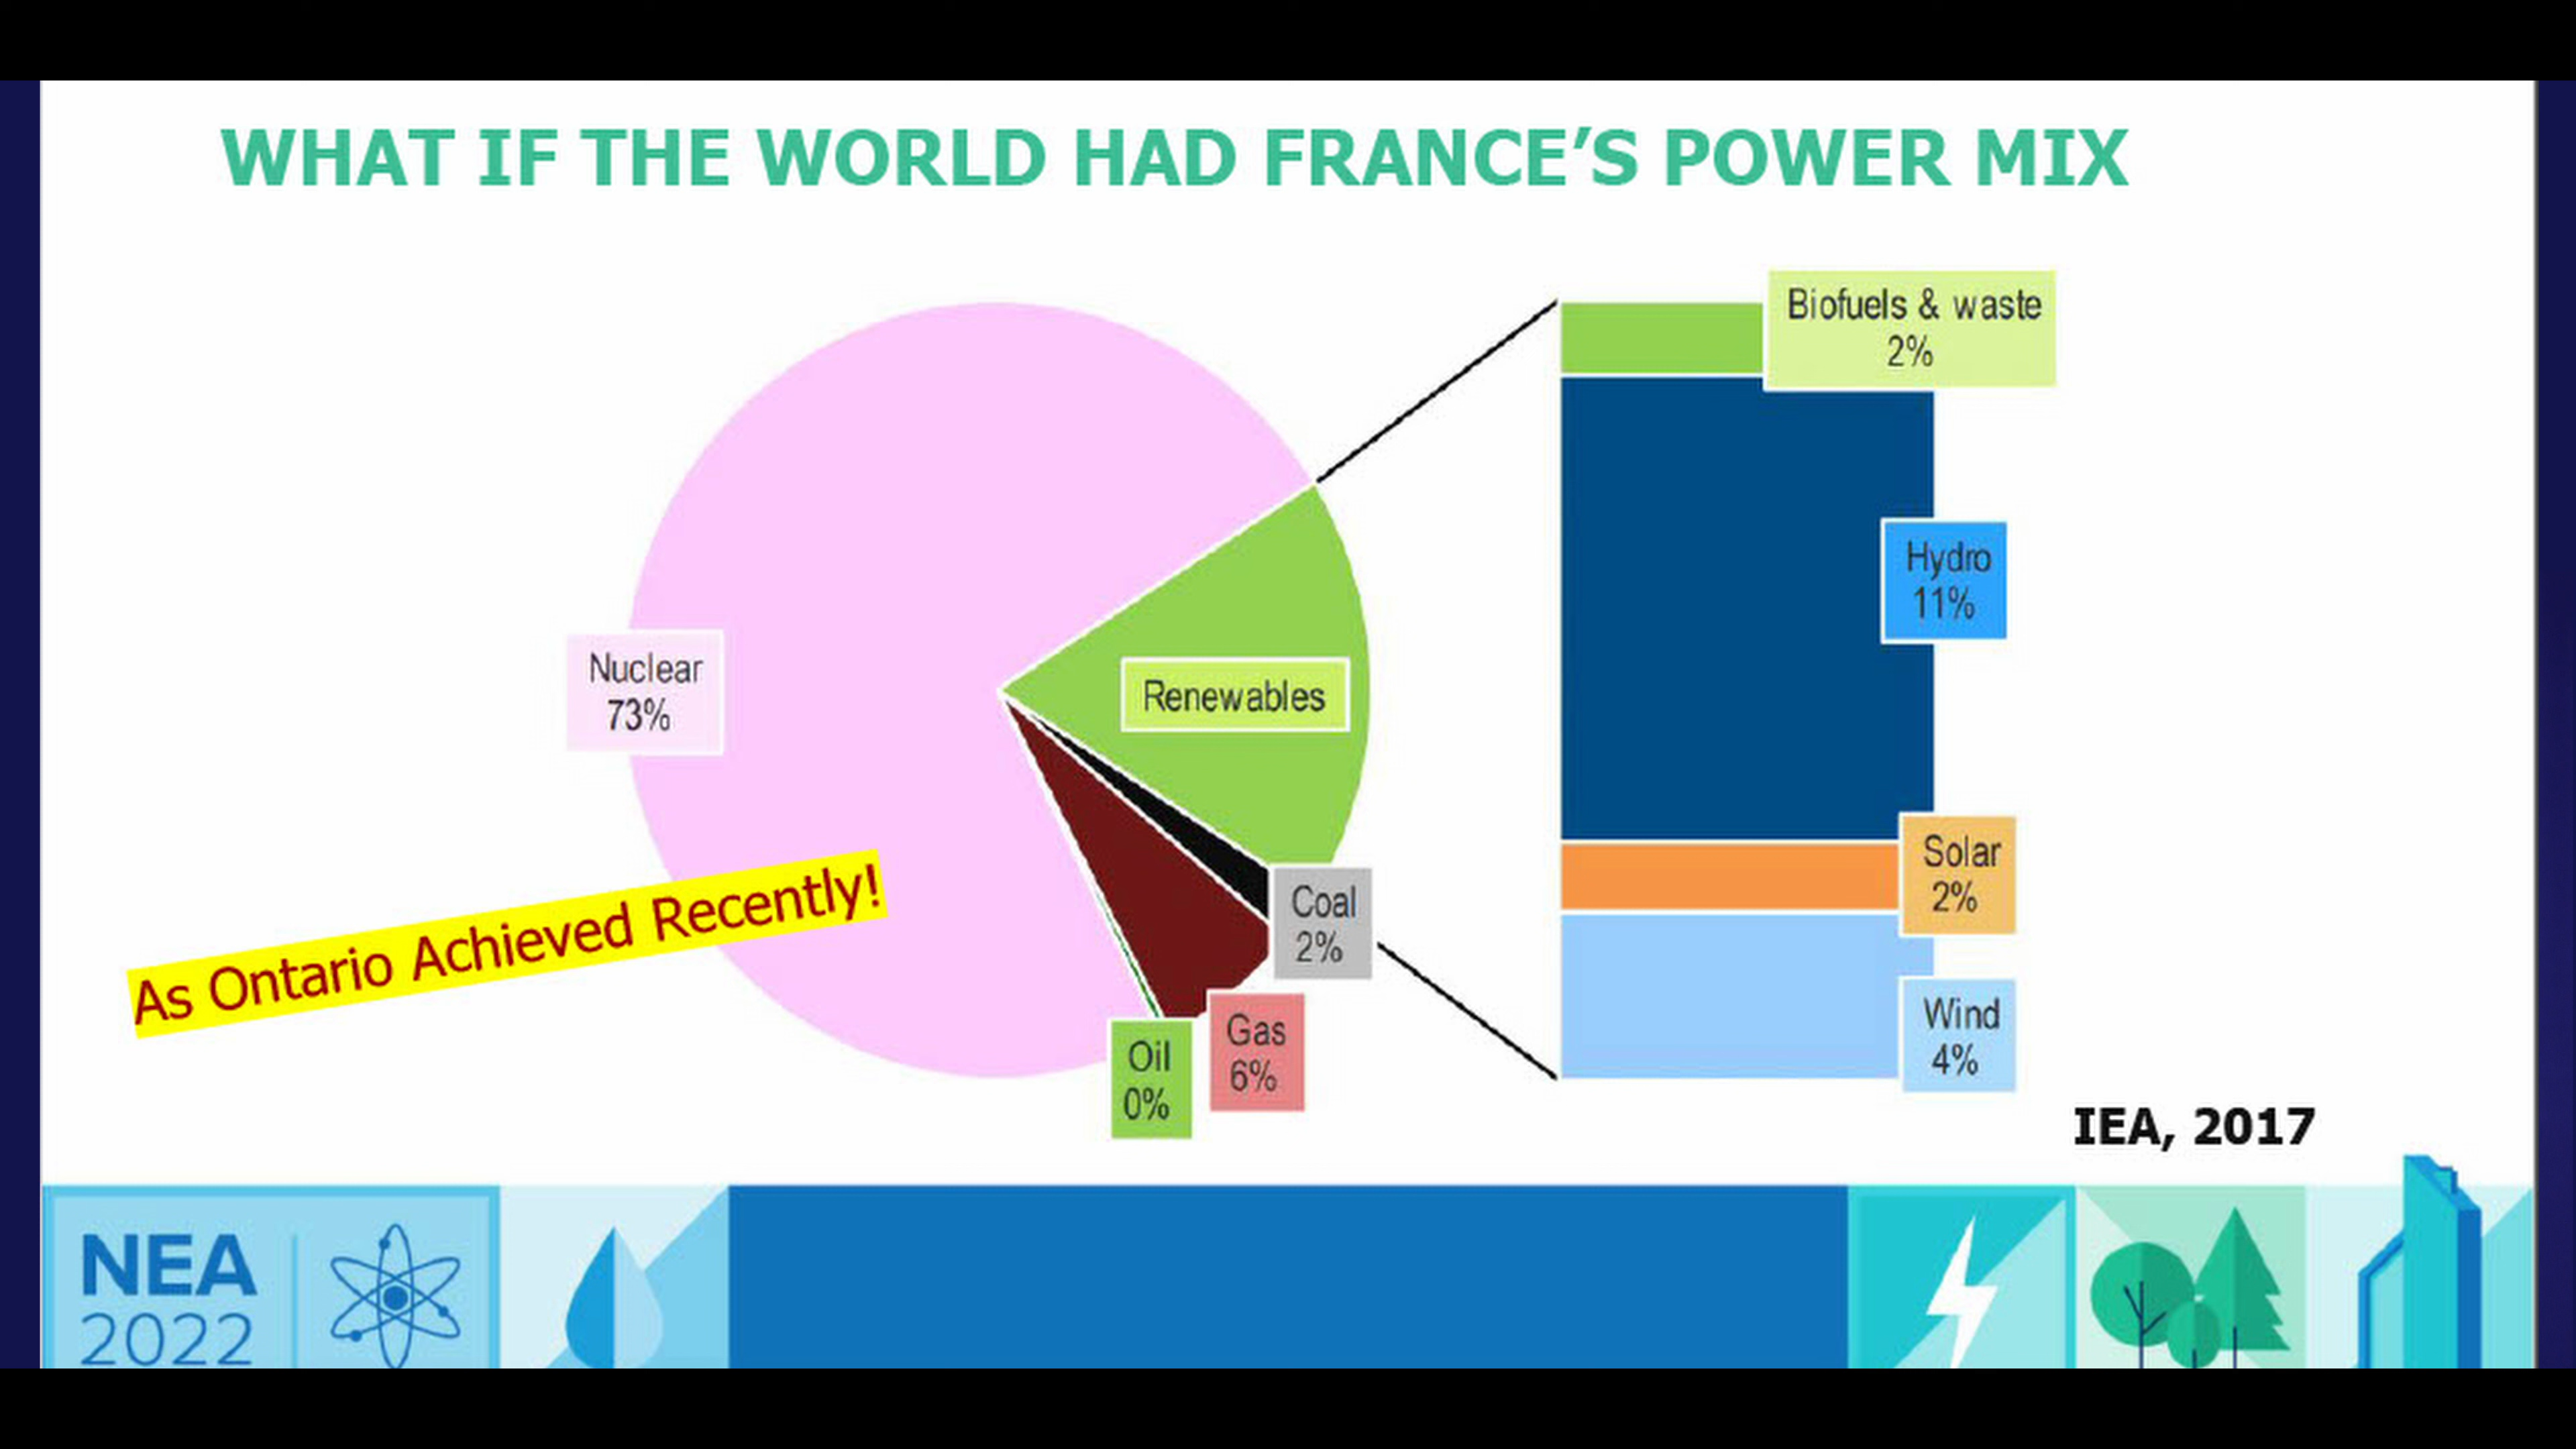 WHAT IF THE WORLD HAD FRANCE’S POWER MIX
Biofuels & waste
2%
Hydro
11%
Nuclear
73%
Renewables
Solar
2%
Coal
2%
As Ontario Achieved Recently!
Wind
4%
Gas
6%
Oil
0%
IEA, 2017
NEA
2022